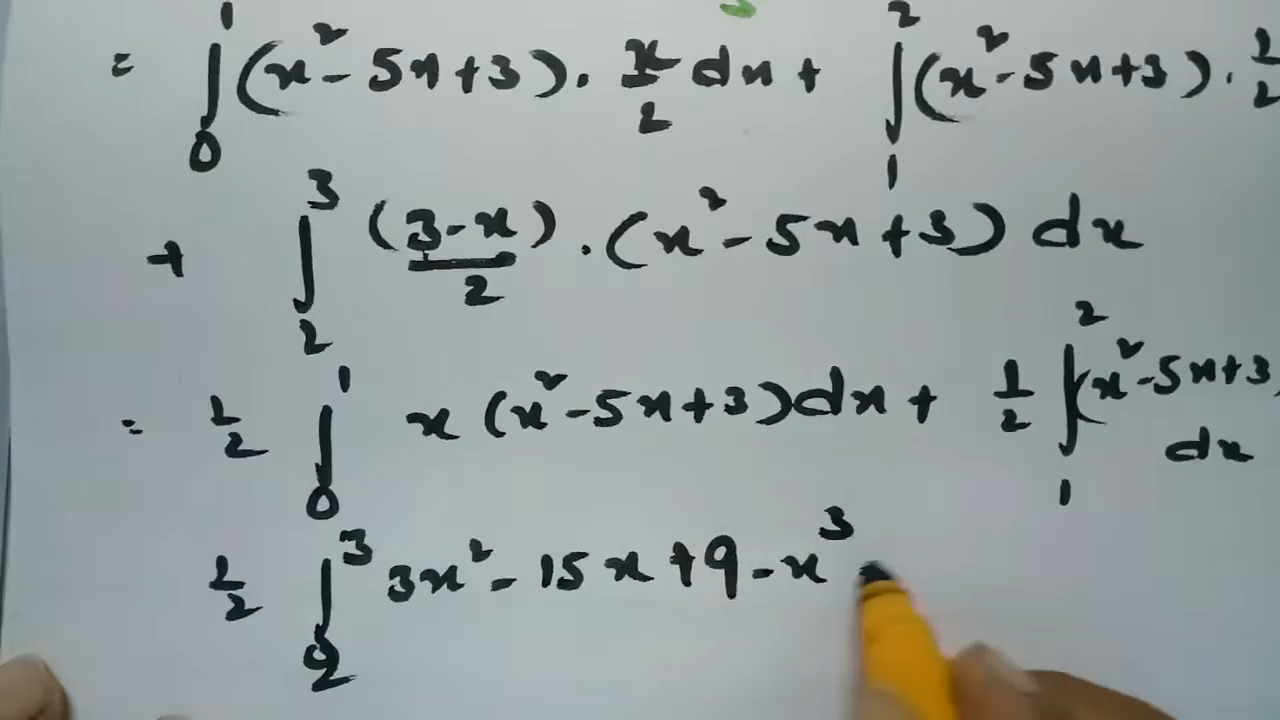 = ∫₀¹ (x² - 5x + 3) . x/2 dx + ∫₁² (x² - 5x + 3) . 1/2
+ ∫₂³ (3 - x)/2 . (x² - 5x + 3) dx
= 1/2 ∫₀¹ x (x² - 5x + 3) dx + 1/2 ∫₁² (x² - 5x + 3) dx
1/2 ∫₂³ 3x² - 15x + 9 - x³